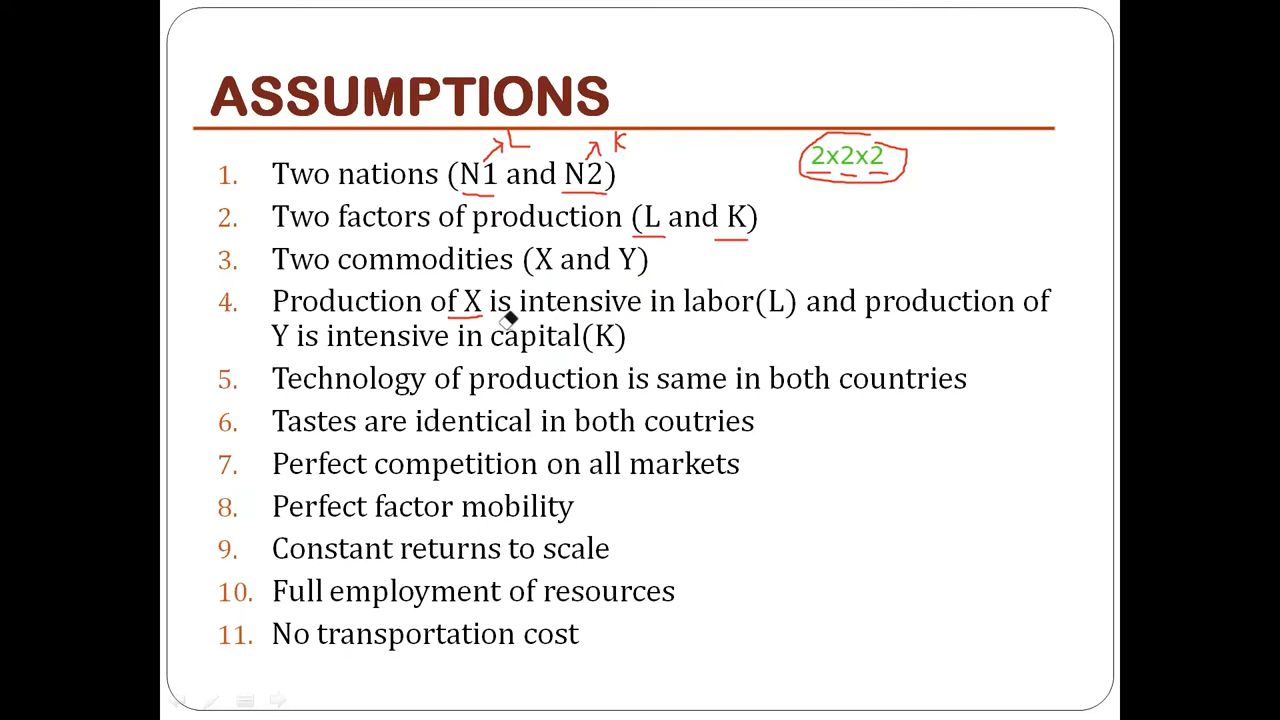 ASSUMPTIONS
L K
2x2x2
1. Two nations (N1 and N2)
2. Two factors of production (L and K)
3. Two commodities (X and Y)
4. Production of X is intensive in labor(L) and production of
Y is intensive in capital(K)
5. Technology of production is same in both countries
6. Tastes are identical in both coutries
7. Perfect competition on all markets
8. Perfect factor mobility
9. Constant returns to scale
10. Full employment of resources
11. No transportation cost